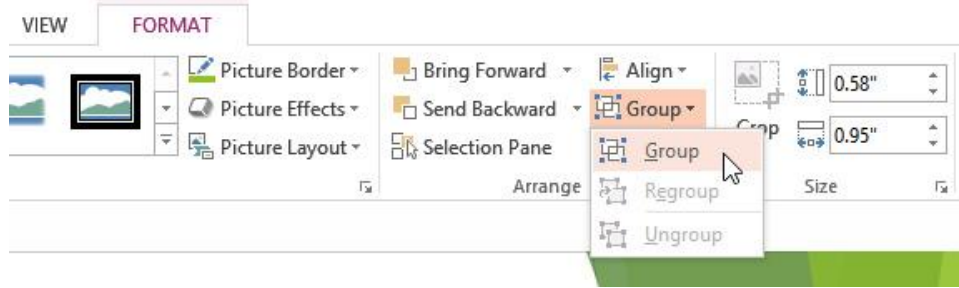 VIEW FORMAT
Picture Border
Picture Effects
Picture Layout
Bring Forward
Send Backward
Selection Pane
Align
Group
Arrange
Group
Regroup
Ungroup
Crop
0.58"
0.95"
Size